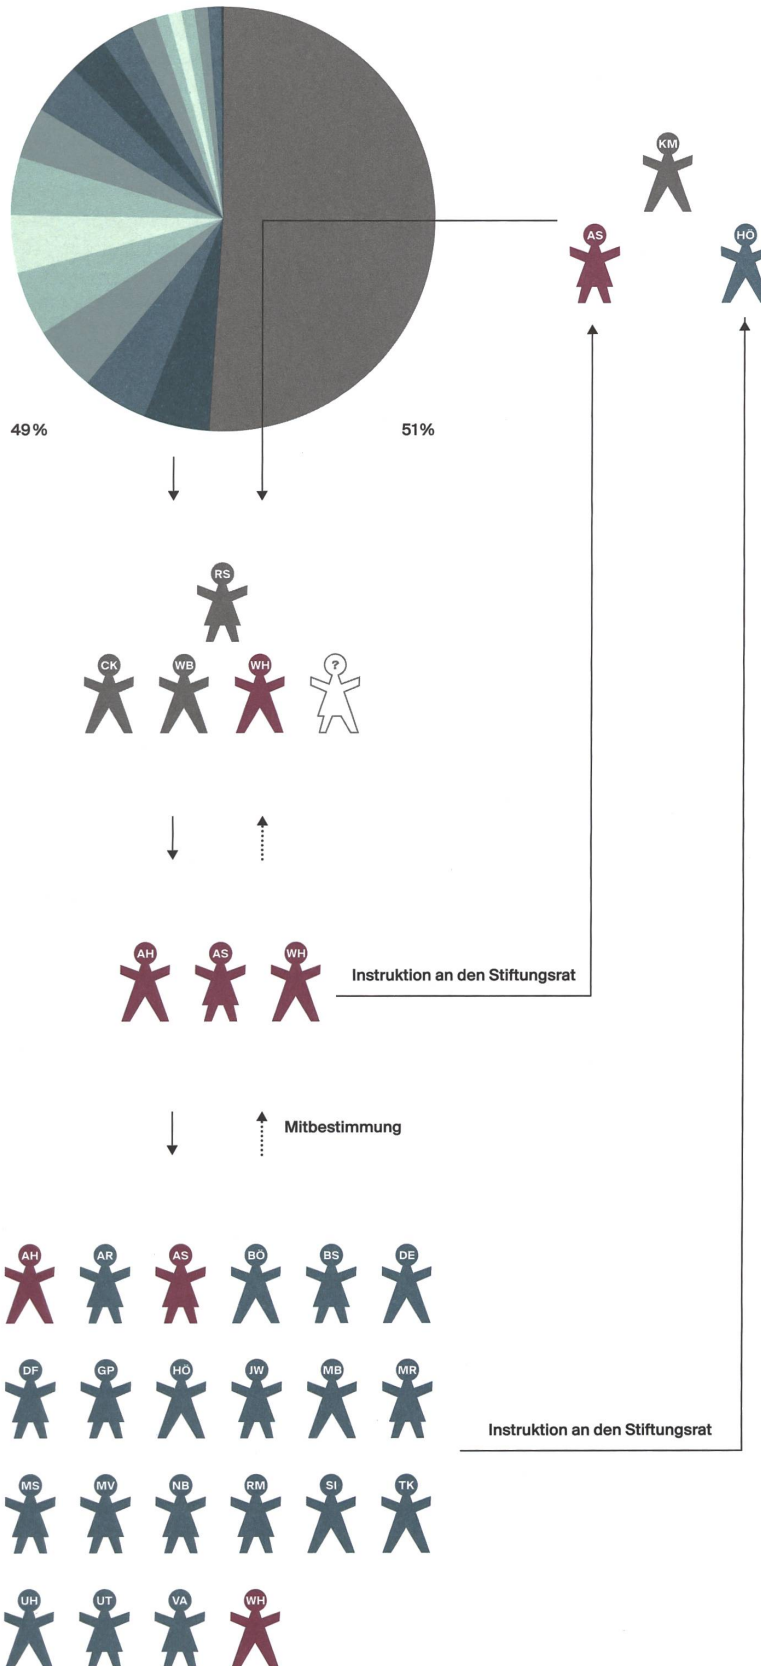 KM
AS
HÖ
49%
51%
RS
CK
WB
WH
?
AH
AS
WH
Instruktion an den Stiftungsrat
Mitbestimmung
AH
AR
AS
BÖ
BS
DE
DF
GP
HÖ
JW
MB
MR
Instruktion an den Stiftungsrat
MS
MV
NB
RM
SI
TK
UH
UT
VA
WH